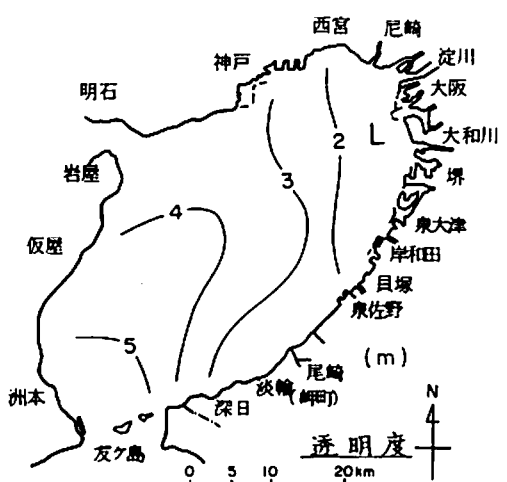 西宮
尼崎
淀川
神戸
大阪
明石
2
L
大和川
岩屋
3
堺
4
泉大津
仮屋
岸和田
貝塚
泉佐野
5
(m)
尾崎
淡輪
(岬町)
洲本
深日
N
友ケ島
透明度
0 5 10 20km